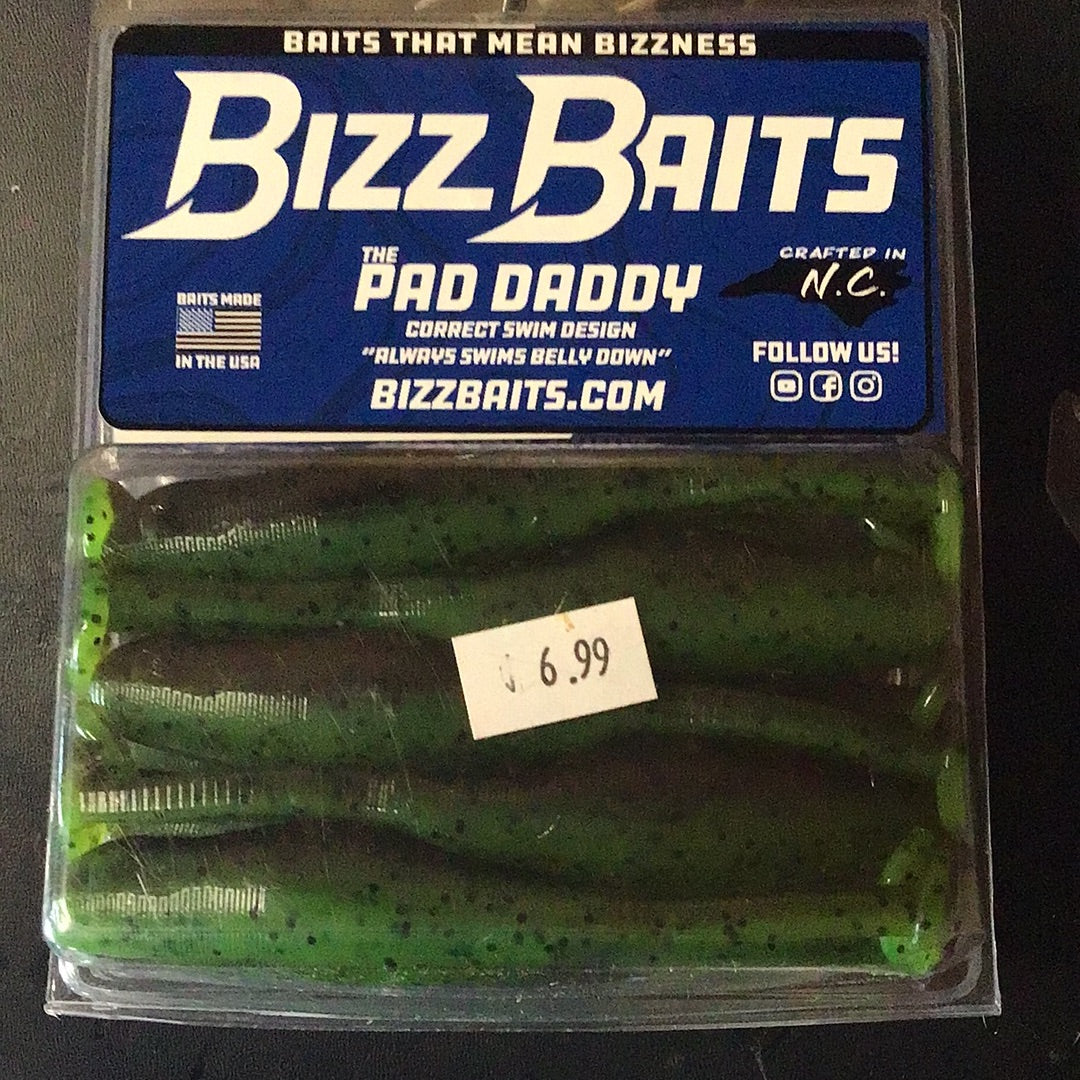 BAITS THAT MEAN BIZZNESS
BIZZ BAITS
THE
PAD DADDY
CORRECT SWIM DESIGN
"ALWAYS SWIMS BELLY DOWN"
BIZZBAITS.COM
BAITS MADE
IN THE USA
CRAFTED IN
N.C.
FOLLOW US!
6.99